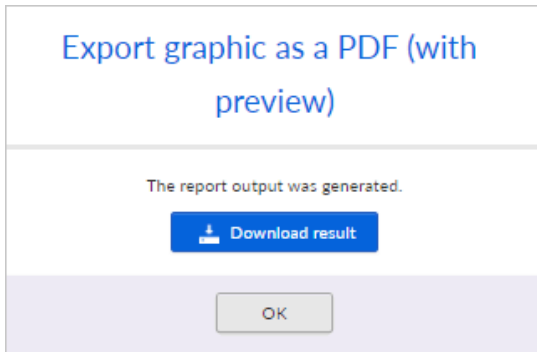 Export graphic as a PDF (with
preview)
The report output was generated.
Download result
OK